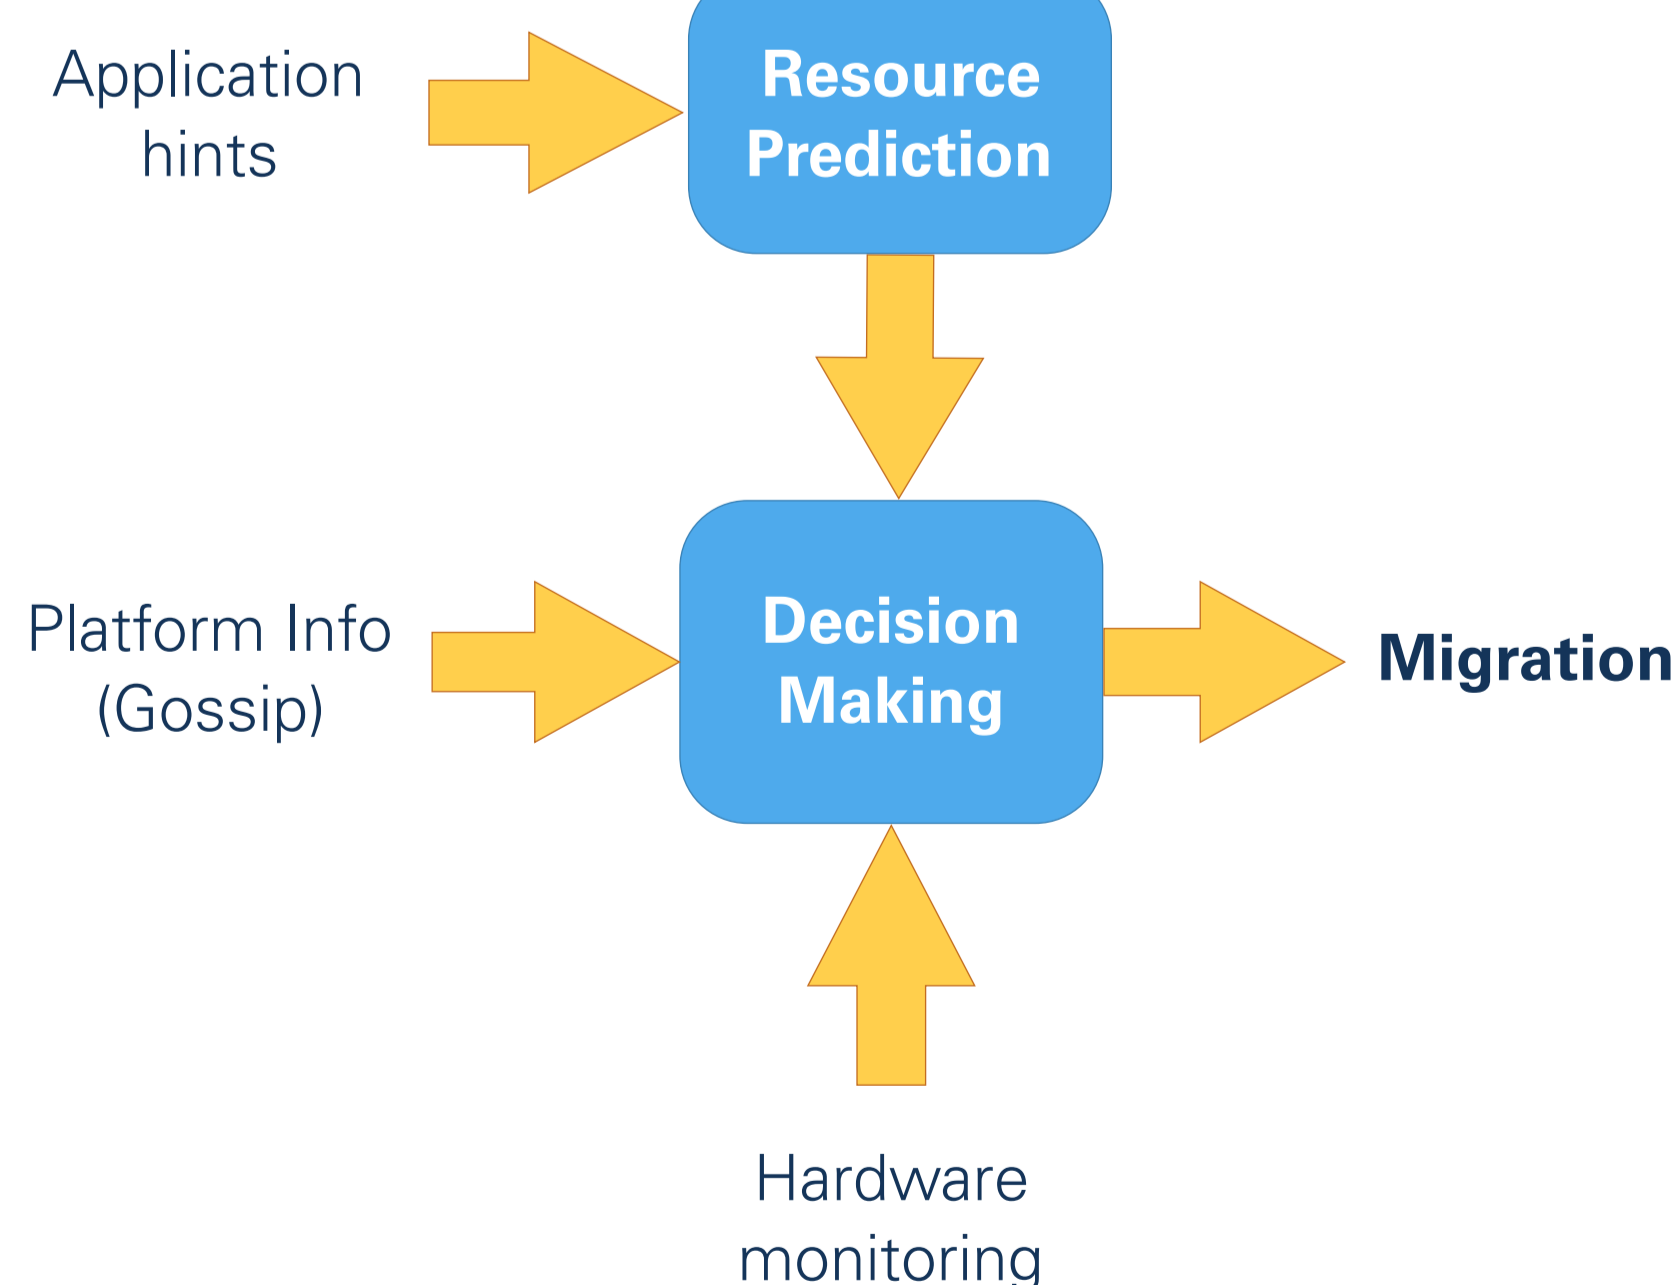 Application
hints
Resource
Prediction
Platform Info
(Gossip)
Decision
Making
Migration
Hardware
monitoring